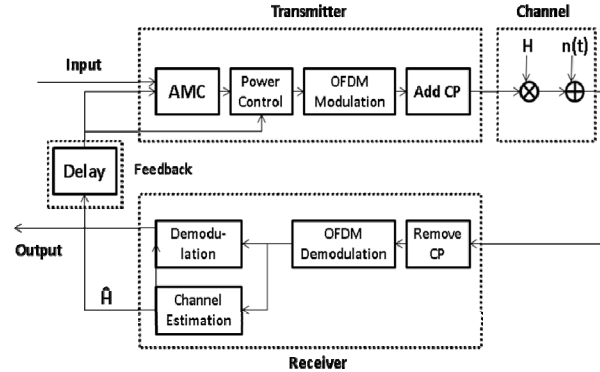 Transmitter
Channel
Input
AMC
Power
Control
OFDM
Modulation
Add CP
H
n(t)
Delay
Feedback
Output
Demodu-
lation
OFDM
Demodulation
Remove
CP
Ĥ
Channel
Estimation
Receiver